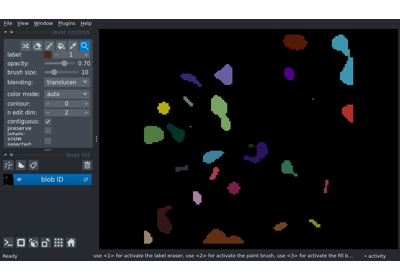 File View Plugins Window Help
layer controls
label: 1
opacity: 0.70
brush size: 10
blending: translucen
color mode: auto
contour: 0
n edit dim: 2
contiguous:
preserve labels:
show selected:
layer list
blob ID
Ready
use <1> for activate the label eraser, use <2> for activate the paint brush, use <3> for activate the fill b...
activity